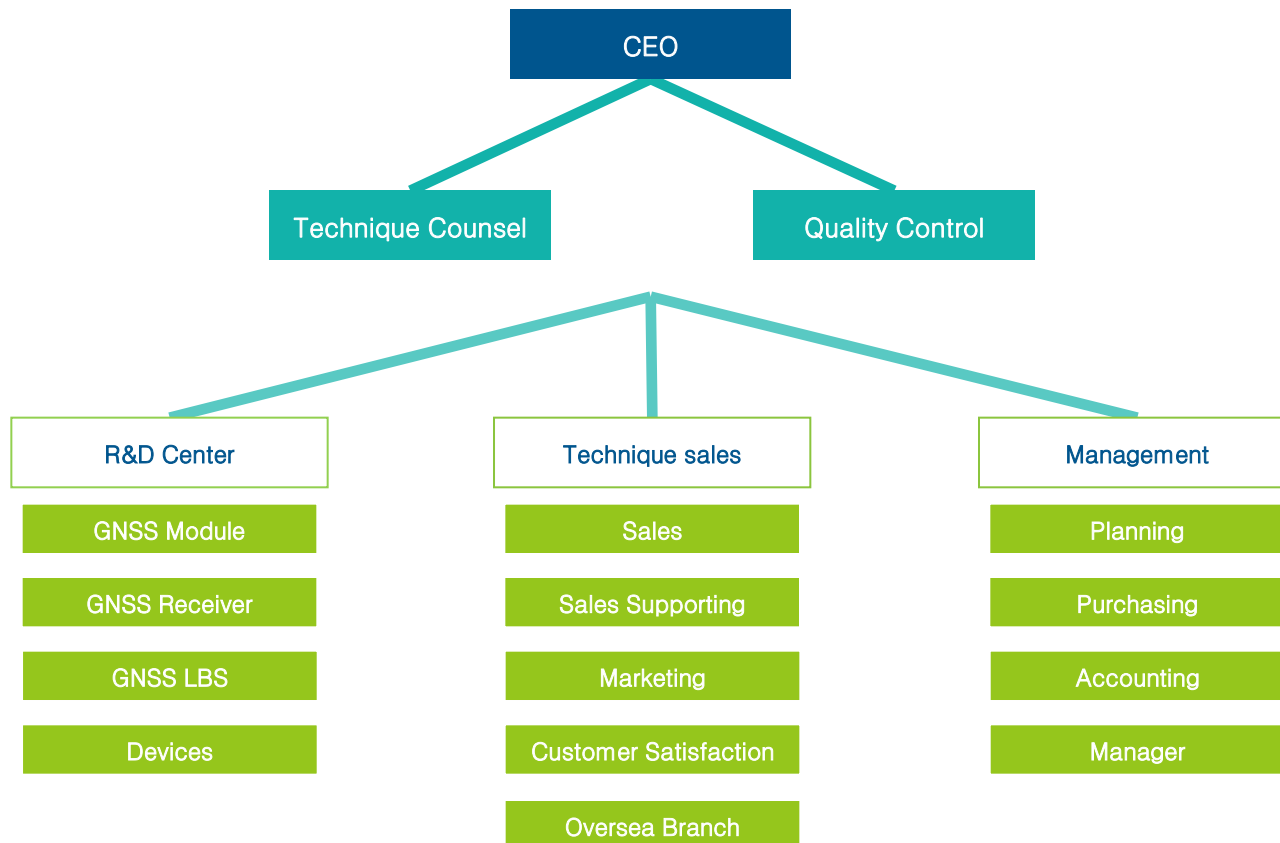 CEO
Technique Counsel
Quality Control
R&D Center
Technique sales
Management
GNSS Module
Sales
Planning
GNSS Receiver
Sales Supporting
Purchasing
GNSS LBS
Marketing
Accounting
Devices
Customer Satisfaction
Manager
Oversea Branch